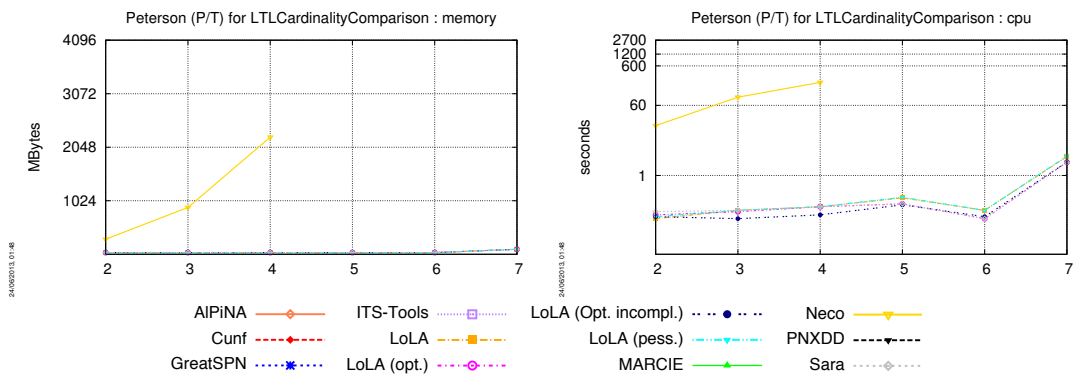 Peterson (P/T) for LTLCardinalityComparison : memory
4096
3072
2048
1024
MBytes
2 3 4 5 6 7
24/06/2013, 01:48
Peterson (P/T) for LTLCardinalityComparison : cpu
2700
1200
600
60
1
seconds
2 3 4 5 6 7
24/06/2013, 01:48
AlPiNA
Cunf
GreatSPN
ITS-Tools
LoLA
LoLA (opt.)
LoLA (Opt. incompl.)
LoLA (pess.)
MARCIE
Neco
PNXDD
Sara